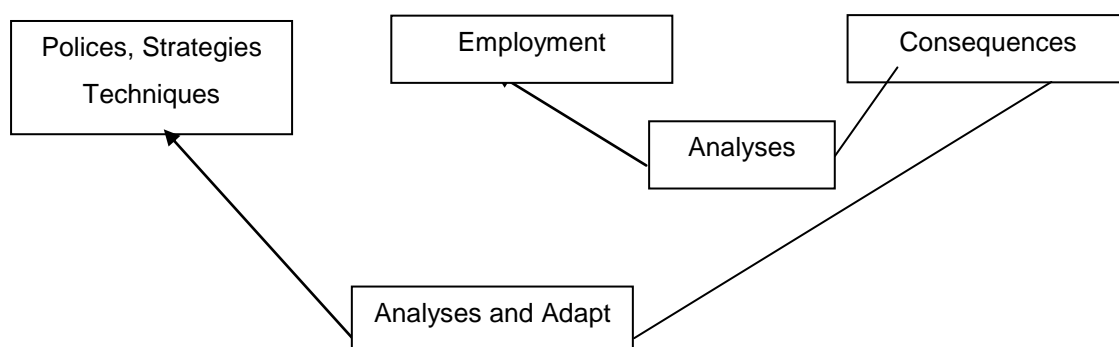 Polices, Strategies
Techniques
Employment
Consequences
Analyses
Analyses and Adapt